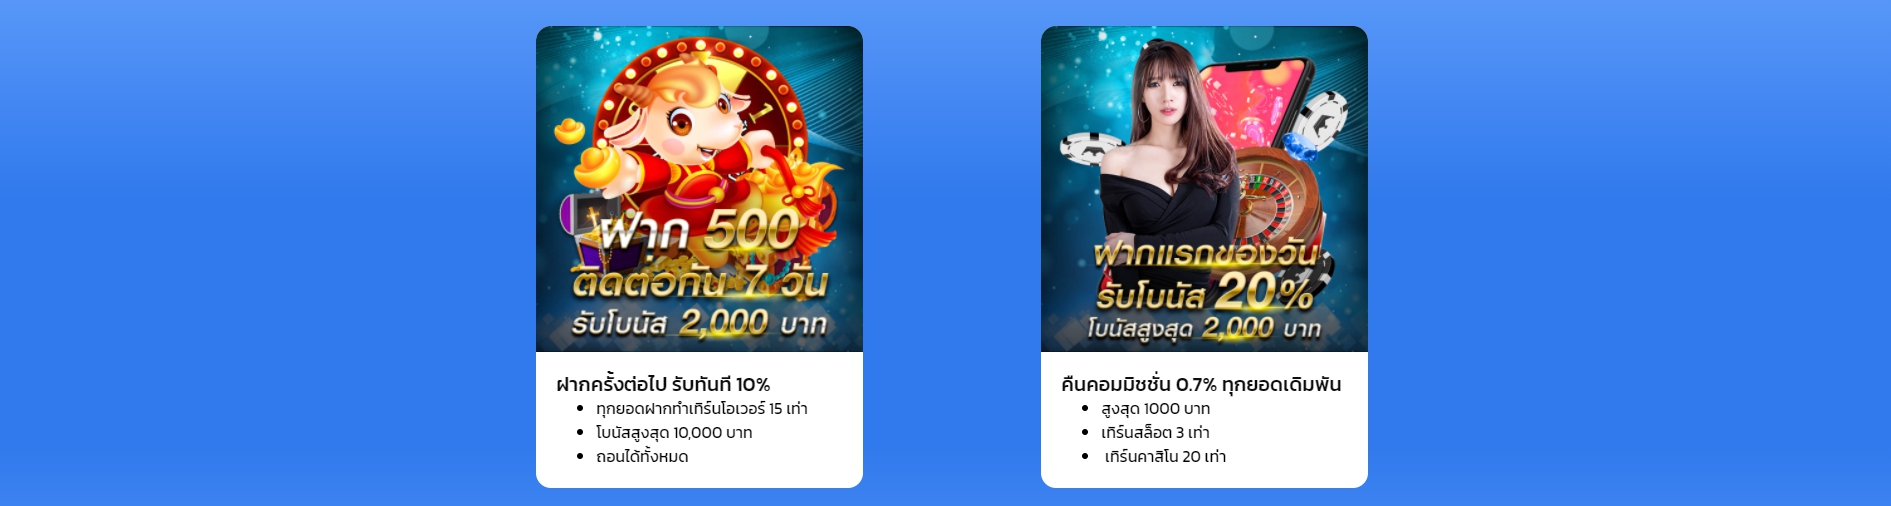 ฝาก 500
ติดต่อกัน 7 วัน
รับโบนัส 2,000 บาท
ฝากครั้งต่อไป รับทันที 10%
ทุกยอดฝากทำเทิร์นโอเวอร์ 15 เท่า
โบนัสสูงสุด 10,000 บาท
ถอนได้ทั้งหมด
ฝากแรกของวัน
รับโบนัส 20%
โบนัสสูงสุด 2,000 บาท
คืนคอมมิชชั่น 0.7% ทุกยอดเดิมพัน
สูงสุด 1000 บาท
เทิร์นสล็อต 3 เท่า
เทิร์นคาสิโน 20 เท่า